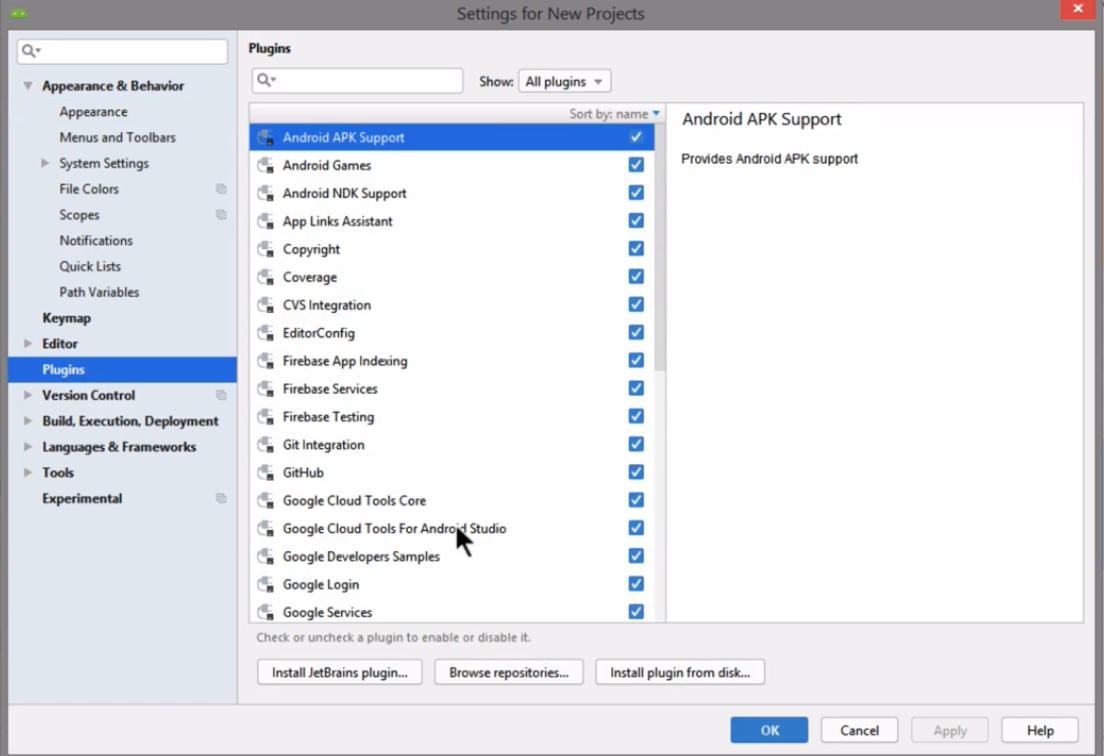 Settings for New Projects
Appearance & Behavior
Appearance
Menus and Toolbars
System Settings
File Colors
Scopes
Notifications
Quick Lists
Path Variables
Keymap
Editor
Plugins
Version Control
Build, Execution, Deployment
Languages & Frameworks
Tools
Experimental
Plugins
Show: All plugins
Sort by: name
Android APK Support
Android Games
Android NDK Support
App Links Assistant
Copyright
Coverage
CVS Integration
EditorConfig
Firebase App Indexing
Firebase Services
Firebase Testing
Git Integration
GitHub
Google Cloud Tools Core
Google Cloud Tools For Android Studio
Google Developers Samples
Google Login
Google Services
Android APK Support
Provides Android APK support
Check or uncheck a plugin to enable or disable it.
Install JetBrains plugin... Browse repositories... Install plugin from disk...
OK Cancel Apply Help